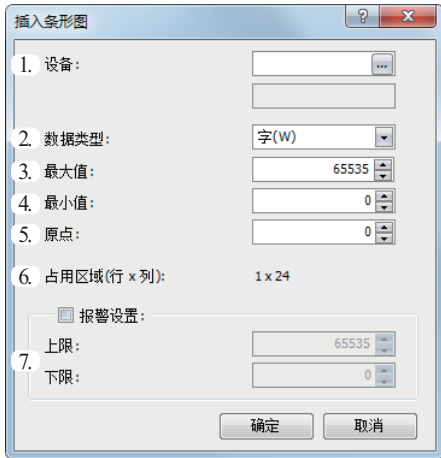 插入条形图
1. 设备:
...
2. 数据类型: 字(W)
3. 最大值: 65535
4. 最小值: 0
5. 原点: 0
6. 占用区域(行 x 列): 1 x 24
报警设置:
7.
上限: 65535
下限: 0
确定 取消